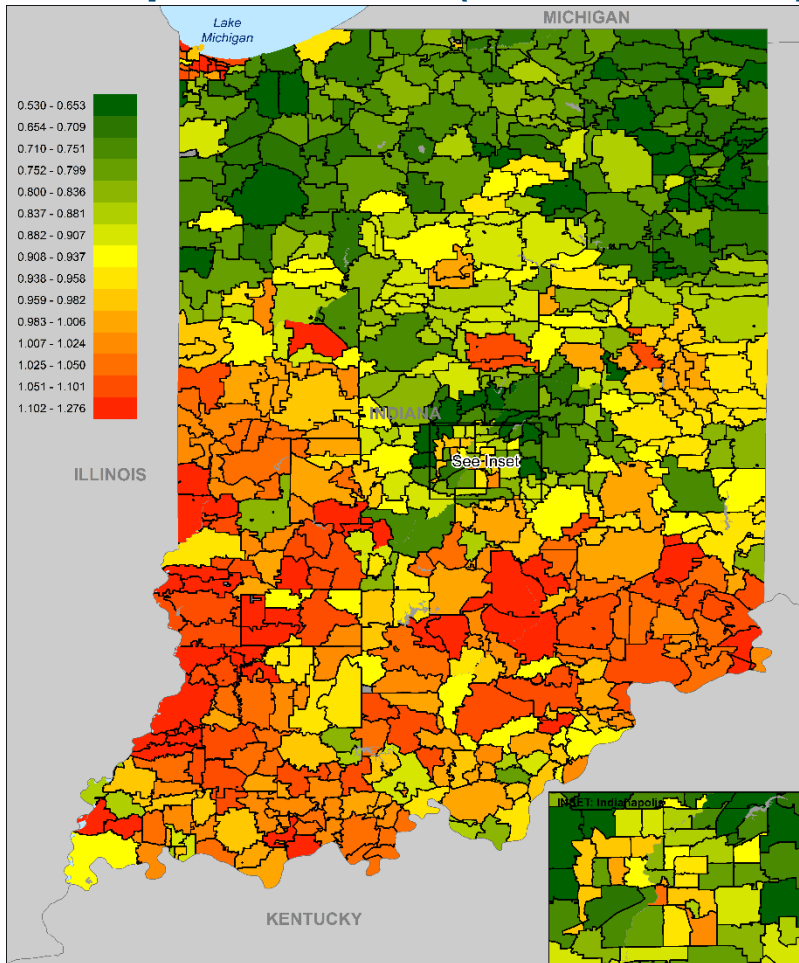 MICHIGAN
Lake
Michigan
0.530 - 0.653
0.654 - 0.709
0.710 - 0.751
0.752 - 0.799
0.800 - 0.836
0.837 - 0.881
0.882 - 0.907
0.908 - 0.937
0.938 - 0.958
0.959 - 0.982
0.983 - 1.006
1.007 - 1.024
1.025 - 1.050
1.051 - 1.101
1.102 - 1.276
INDIANA
See Inset
ILLINOIS
INSET: Indianapolis
KENTUCKY